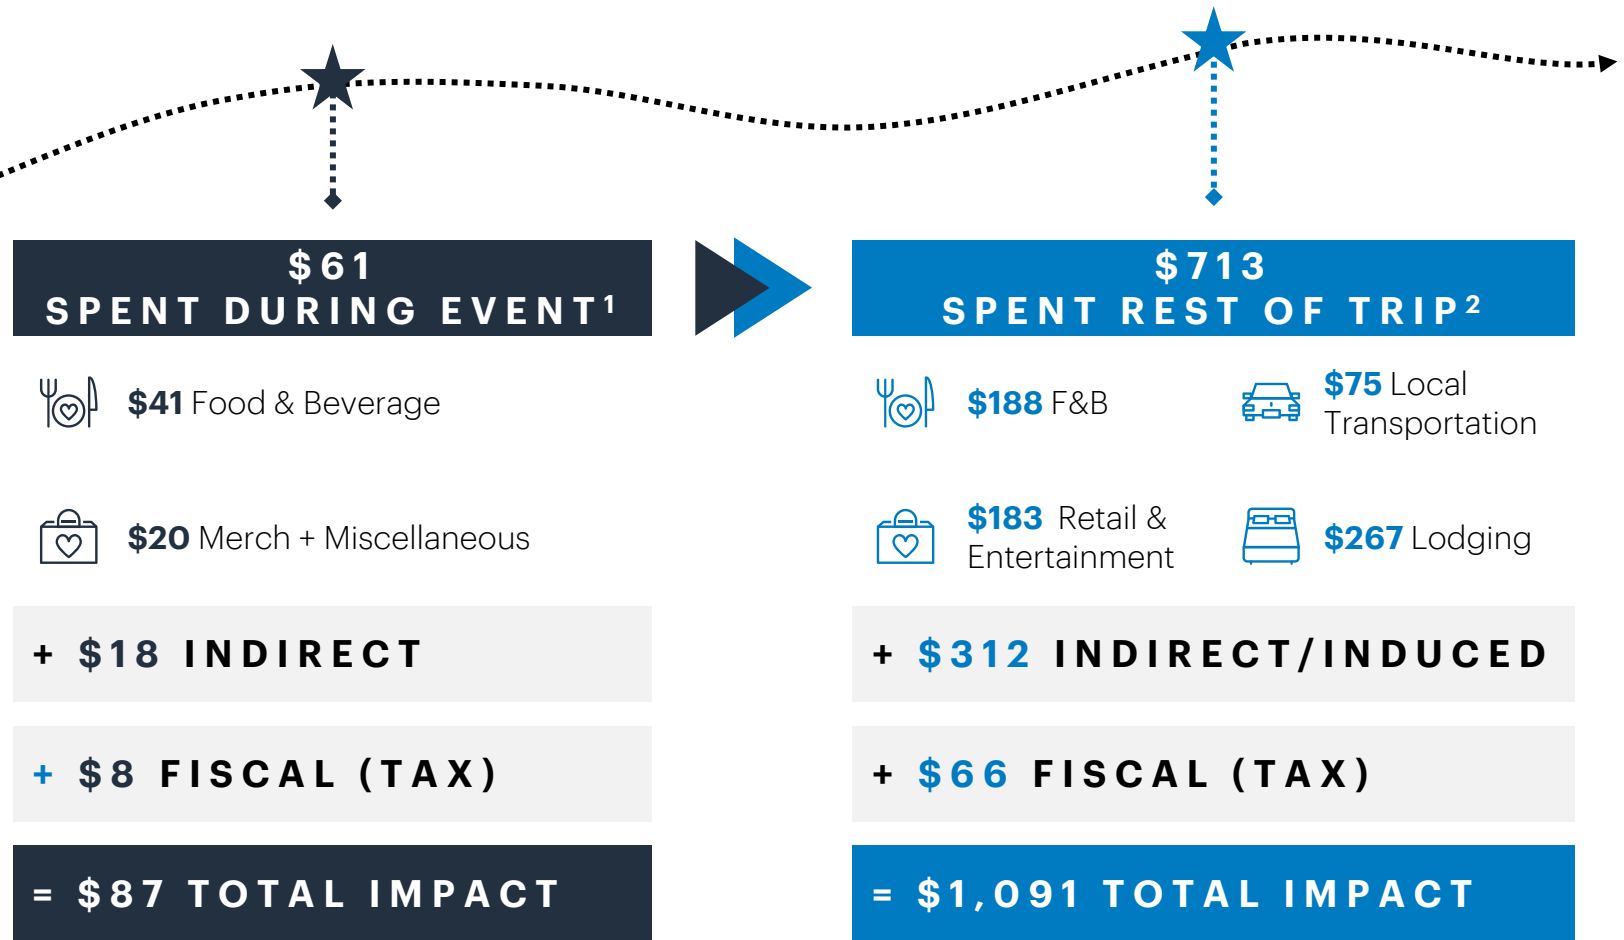 $61
SPENT DURING EVENT¹
$41 Food & Beverage
$20 Merch + Miscellaneous
+ $18 INDIRECT
+ $8 FISCAL (TAX)
= $87 TOTAL IMPACT
$713
SPENT REST OF TRIP²
$188 F&B
$75 Local
Transportation
$183 Retail &
Entertainment
$267 Lodging
+ $312 INDIRECT/INDUCED
+ $66 FISCAL (TAX)
= $1,091 TOTAL IMPACT